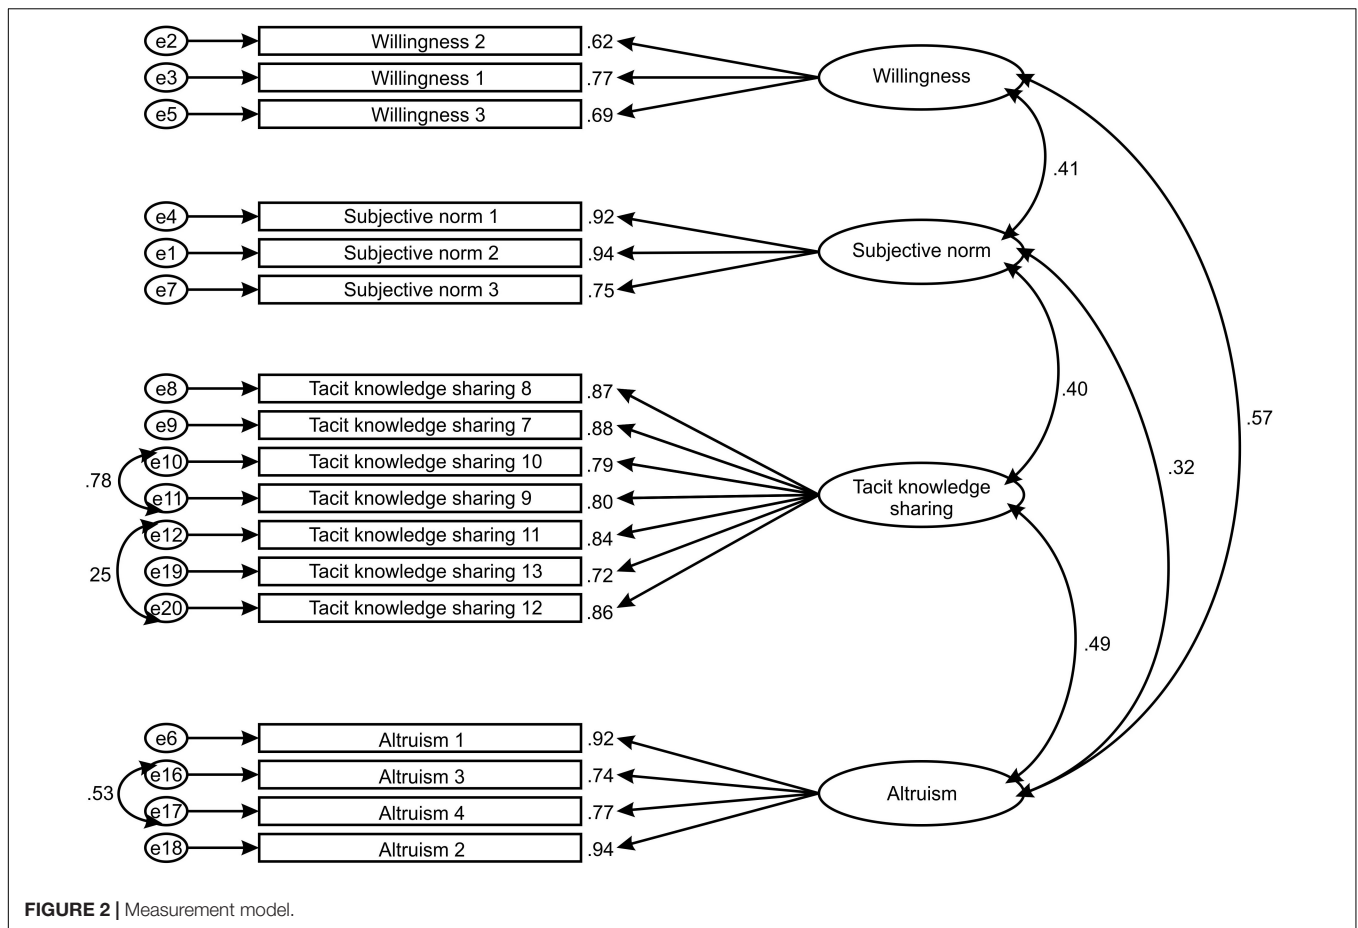 e2 Willingness 2 .62
e3 Willingness 1 .77
e5 Willingness 3 .69
Willingness
.41
e4 Subjective norm 1 .92
e1 Subjective norm 2 .94
e7 Subjective norm 3 .75
Subjective norm
.40
.57
.32
e8 Tacit knowledge sharing 8 .87
e9 Tacit knowledge sharing 7 .88
e10 Tacit knowledge sharing 10 .79
.78
e11 Tacit knowledge sharing 9 .80
e12 Tacit knowledge sharing 11 .84
25
e19 Tacit knowledge sharing 13 .72
e20 Tacit knowledge sharing 12 .86
Tacit knowledge
sharing
.49
e6 Altruism 1 .92
e16 Altruism 3 .74
.53
e17 Altruism 4 .77
e18 Altruism 2 .94
Altruism
FIGURE 2 | Measurement model.